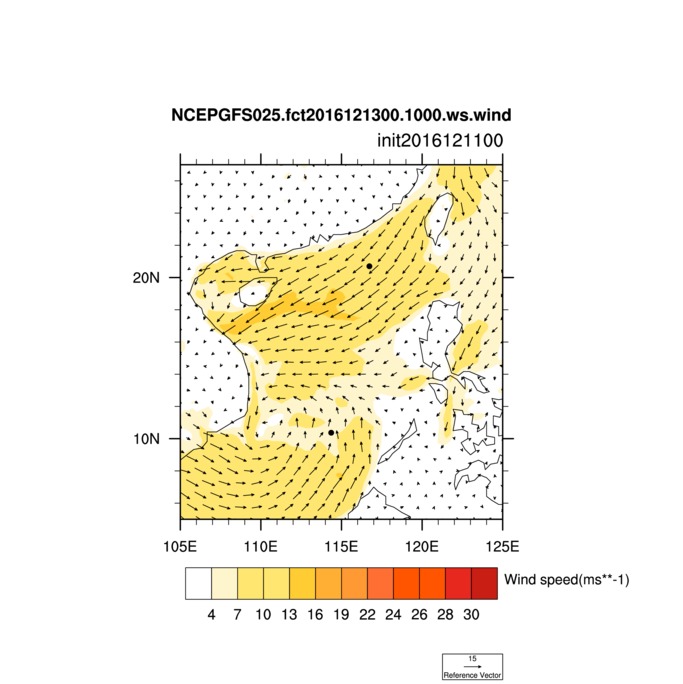 NCEPGFS025.fct2016121300.1000.ws.wind
init2016121100
20N
10N
105E 110E 115E 120E 125E
Wind speed(ms**-1)
4 7 10 13 16 19 22 24 26 28 30
15
Reference Vector